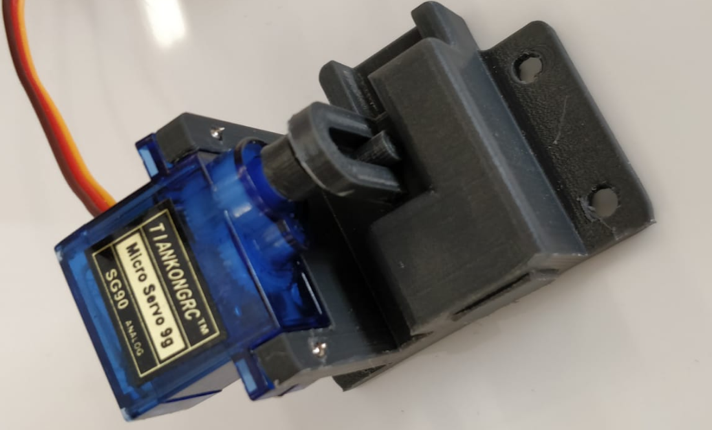 TIANKONGRC™
Micro Servo 9g
SG90 ANALOG